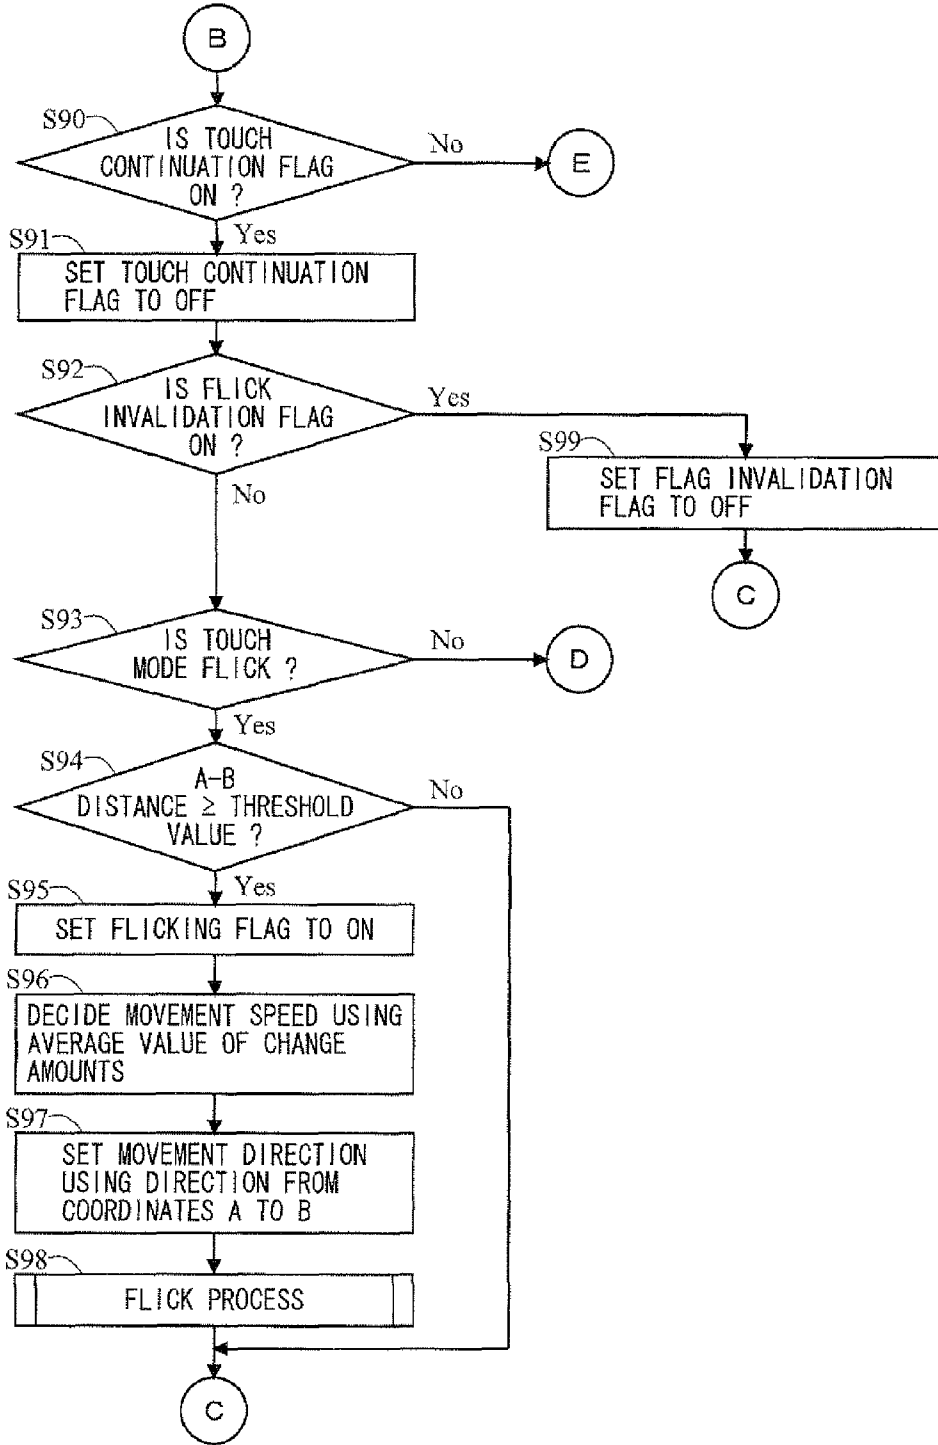 B
S90
IS TOUCH
CONTINUATION FLAG
ON ?
No
E
Yes
S91
SET TOUCH CONTINUATION
FLAG TO OFF
S92
IS FLICK
INVALIDATION FLAG
ON ?
Yes
S99
SET FLAG INVALIDATION
FLAG TO OFF
C
No
S93
IS TOUCH
MODE FLICK ?
No
D
Yes
S94
A-B
DISTANCE ≥ THRESHOLD
VALUE ?
No
Yes
S95
SET FLICKING FLAG TO ON
S96
DECIDE MOVEMENT SPEED USING
AVERAGE VALUE OF CHANGE
AMOUNTS
S97
SET MOVEMENT DIRECTION
USING DIRECTION FROM
COORDINATES A TO B
S98
FLICK PROCESS
C